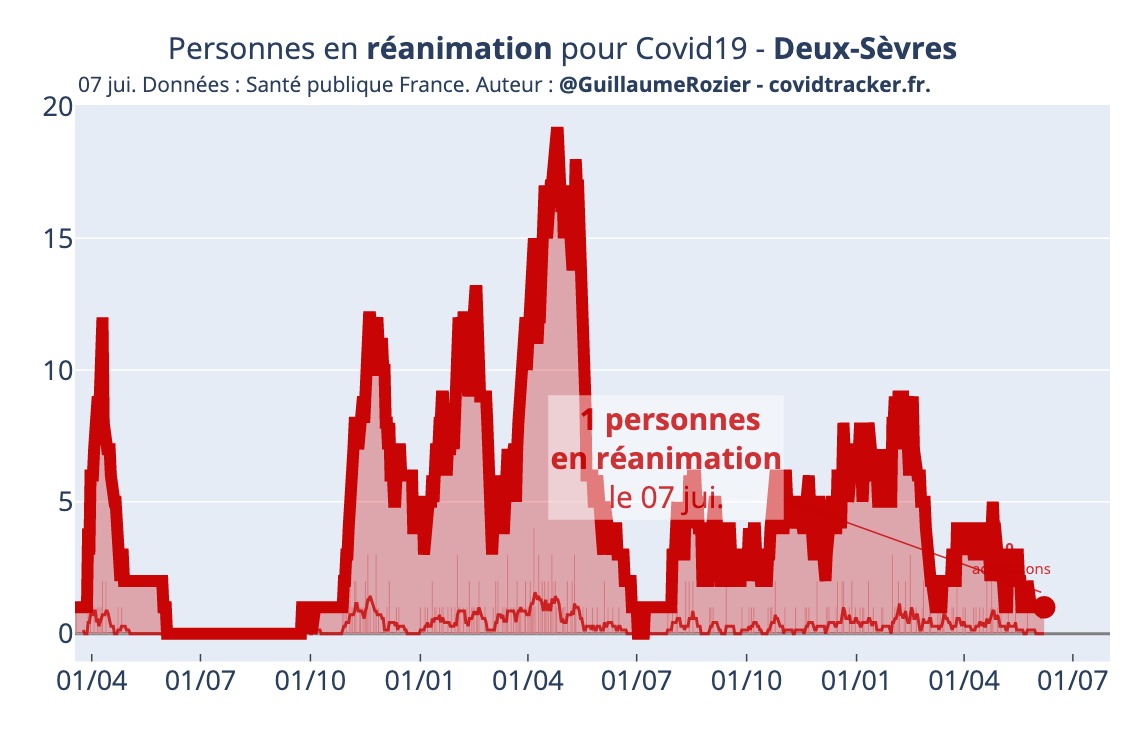 Personnes en réanimation pour Covid19 - Deux-Sèvres
07 jui. Données : Santé publique France. Auteur : @GuillaumeRozier - covidtracker.fr.
20
15
10
5
0
1 personnes
en réanimation
le 07 jui.
0
01/04 01/07 01/10 01/01 01/04 01/07 01/10 01/01 01/04 01/07